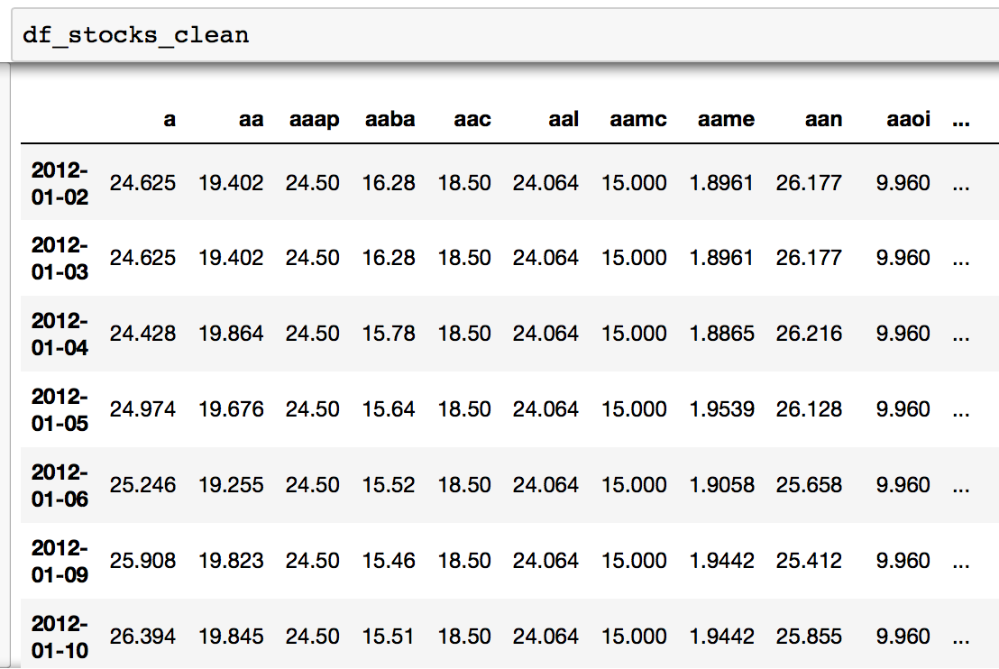 df_stocks_clean
a aa aaap aaba aac aal aamc aame aan aaoi ...
2012-
01-02 24.625 19.402 24.50 16.28 18.50 24.064 15.000 1.8961 26.177 9.960 ...
2012-
01-03 24.625 19.402 24.50 16.28 18.50 24.064 15.000 1.8961 26.177 9.960 ...
2012-
01-04 24.428 19.864 24.50 15.78 18.50 24.064 15.000 1.8865 26.216 9.960 ...
2012-
01-05 24.974 19.676 24.50 15.64 18.50 24.064 15.000 1.9539 26.128 9.960 ...
2012-
01-06 25.246 19.255 24.50 15.52 18.50 24.064 15.000 1.9058 25.658 9.960 ...
2012-
01-09 25.908 19.823 24.50 15.46 18.50 24.064 15.000 1.9442 25.412 9.960 ...
2012-
01-10 26.394 19.845 24.50 15.51 18.50 24.064 15.000 1.9442 25.855 9.960 ...